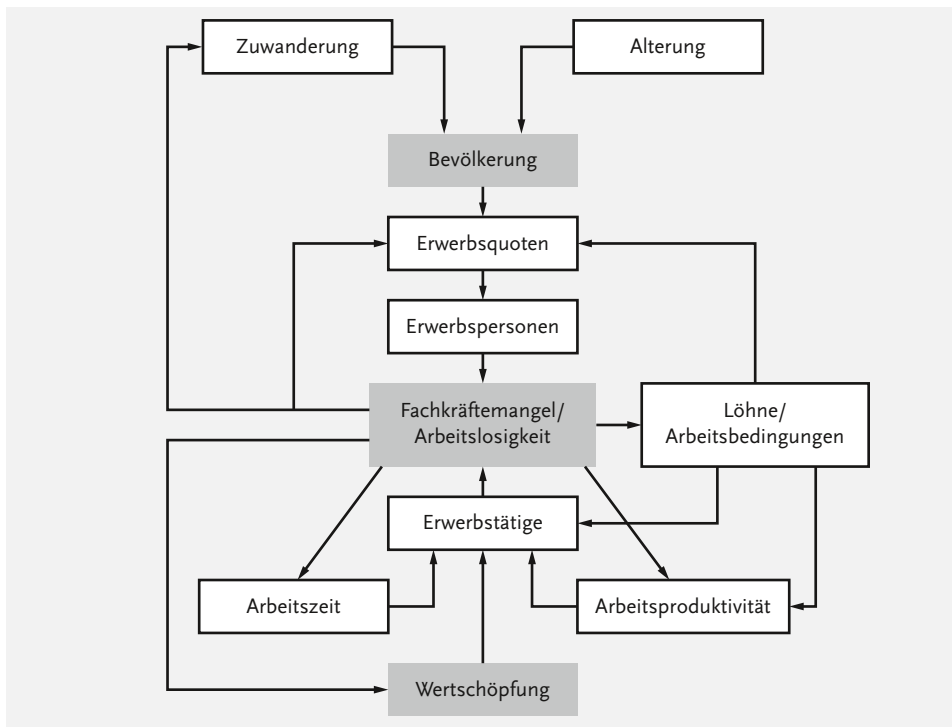 Zuwanderung
Alterung
Bevölkerung
Erwerbsquoten
Erwerbspersonen
Fachkräftemangel/
Arbeitslosigkeit
Löhne/
Arbeitsbedingungen
Erwerbstätige
Arbeitszeit
Arbeitsproduktivität
Wertschöpfung